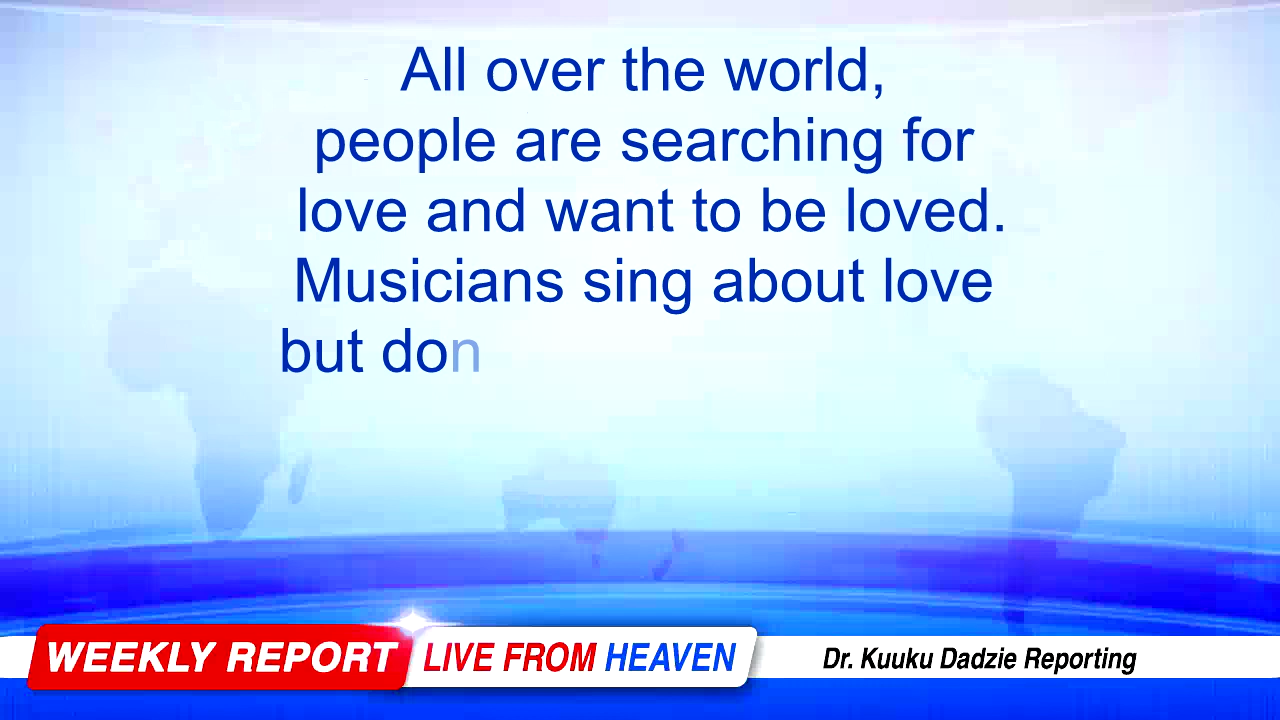 All over the world,
people are searching for
love and want to be loved.
Musicians sing about love
but don
WEEKLY REPORT LIVE FROM HEAVEN Dr. Kuuku Dadzie Reporting